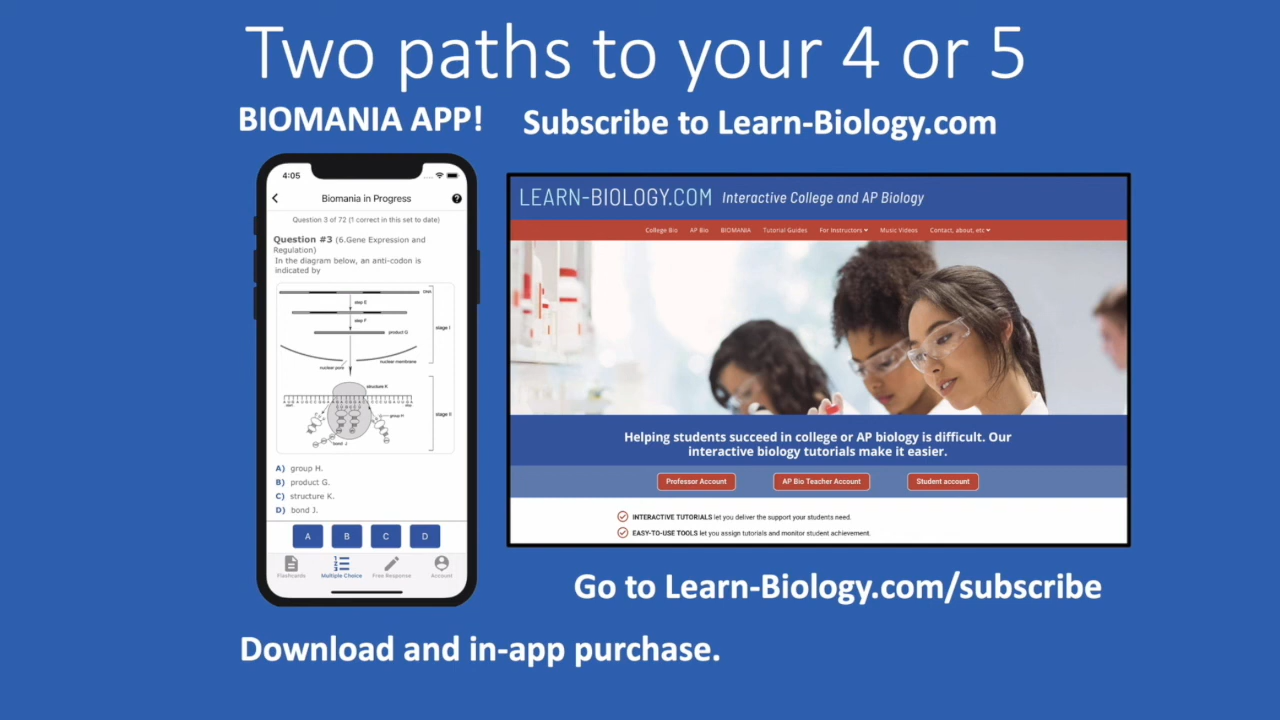 Two paths to your 4 or 5
BIOMANIA APP!
Subscribe to Learn-Biology.com
4:05
Biomania in Progress
?
Question 3 of 72 (1 correct in this set to date)
Question #3 (6.Gene Expression and
Regulation)
In the diagram below, an anti-codon is
indicated by
step E
step F
product G
stage I
nuclear membrane
nuclear pore
structure K
group H
stage II
bond J
A) group H.
B) product G.
C) structure K.
D) bond J.
A B C D
Flashcards Multiple Choice Free Response Account
LEARN-BIOLOGY.COM Interactive College and AP Biology
College Bio AP Bio BIOMANIA Tutorial Guides For Instructors Music Videos Contact, about, etc
Helping students succeed in college or AP biology is difficult. Our
interactive biology tutorials make it easier.
Professor Account AP Bio Teacher Account Student account
INTERACTIVE TUTORIALS let you deliver the support your students need.
EASY-TO-USE TOOLS let you assign tutorials and monitor student achievement.
Go to Learn-Biology.com/subscribe
Download and in-app purchase.